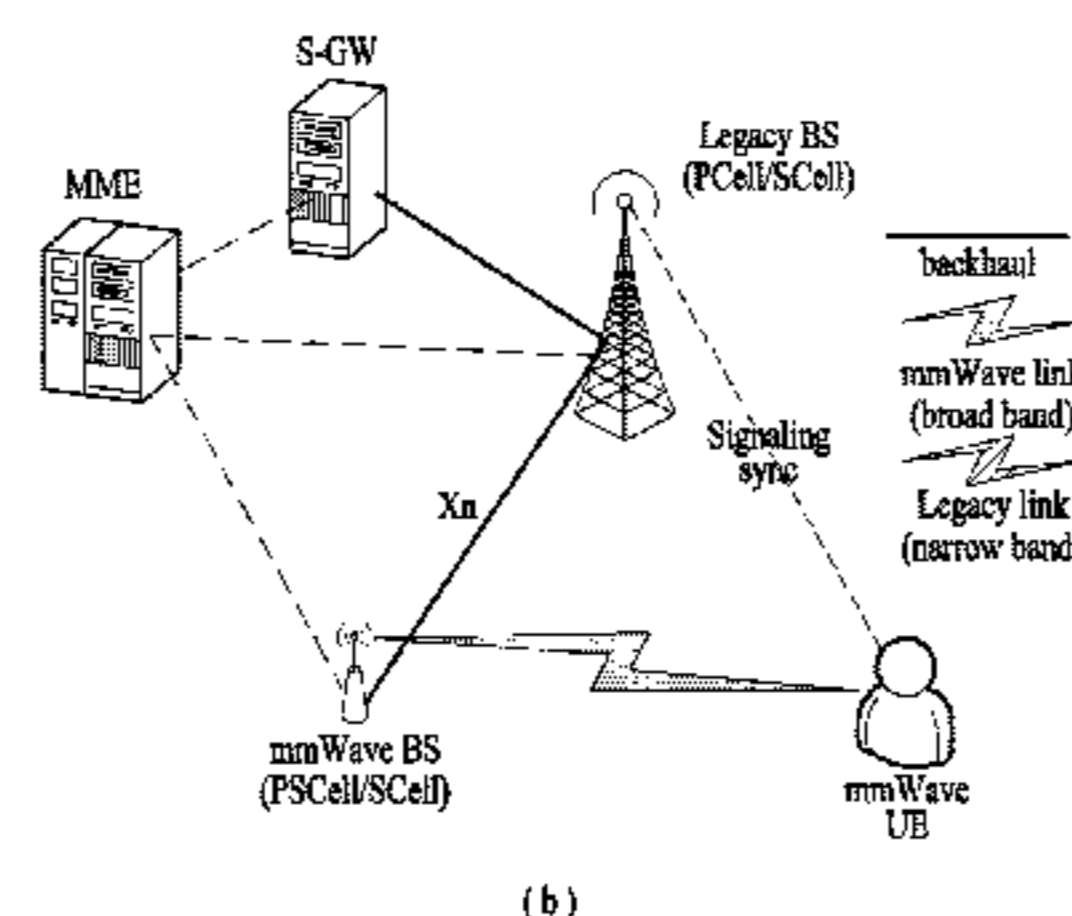 S-GW
MME
Legacy BS
(PCell/SCell)
backhaul
mmWave link
(broad band)
Legacy link
(narrow band
Signaling
sync
Xn
mmWave BS
(PSCell/SCell)
mmWave
UE
(b)